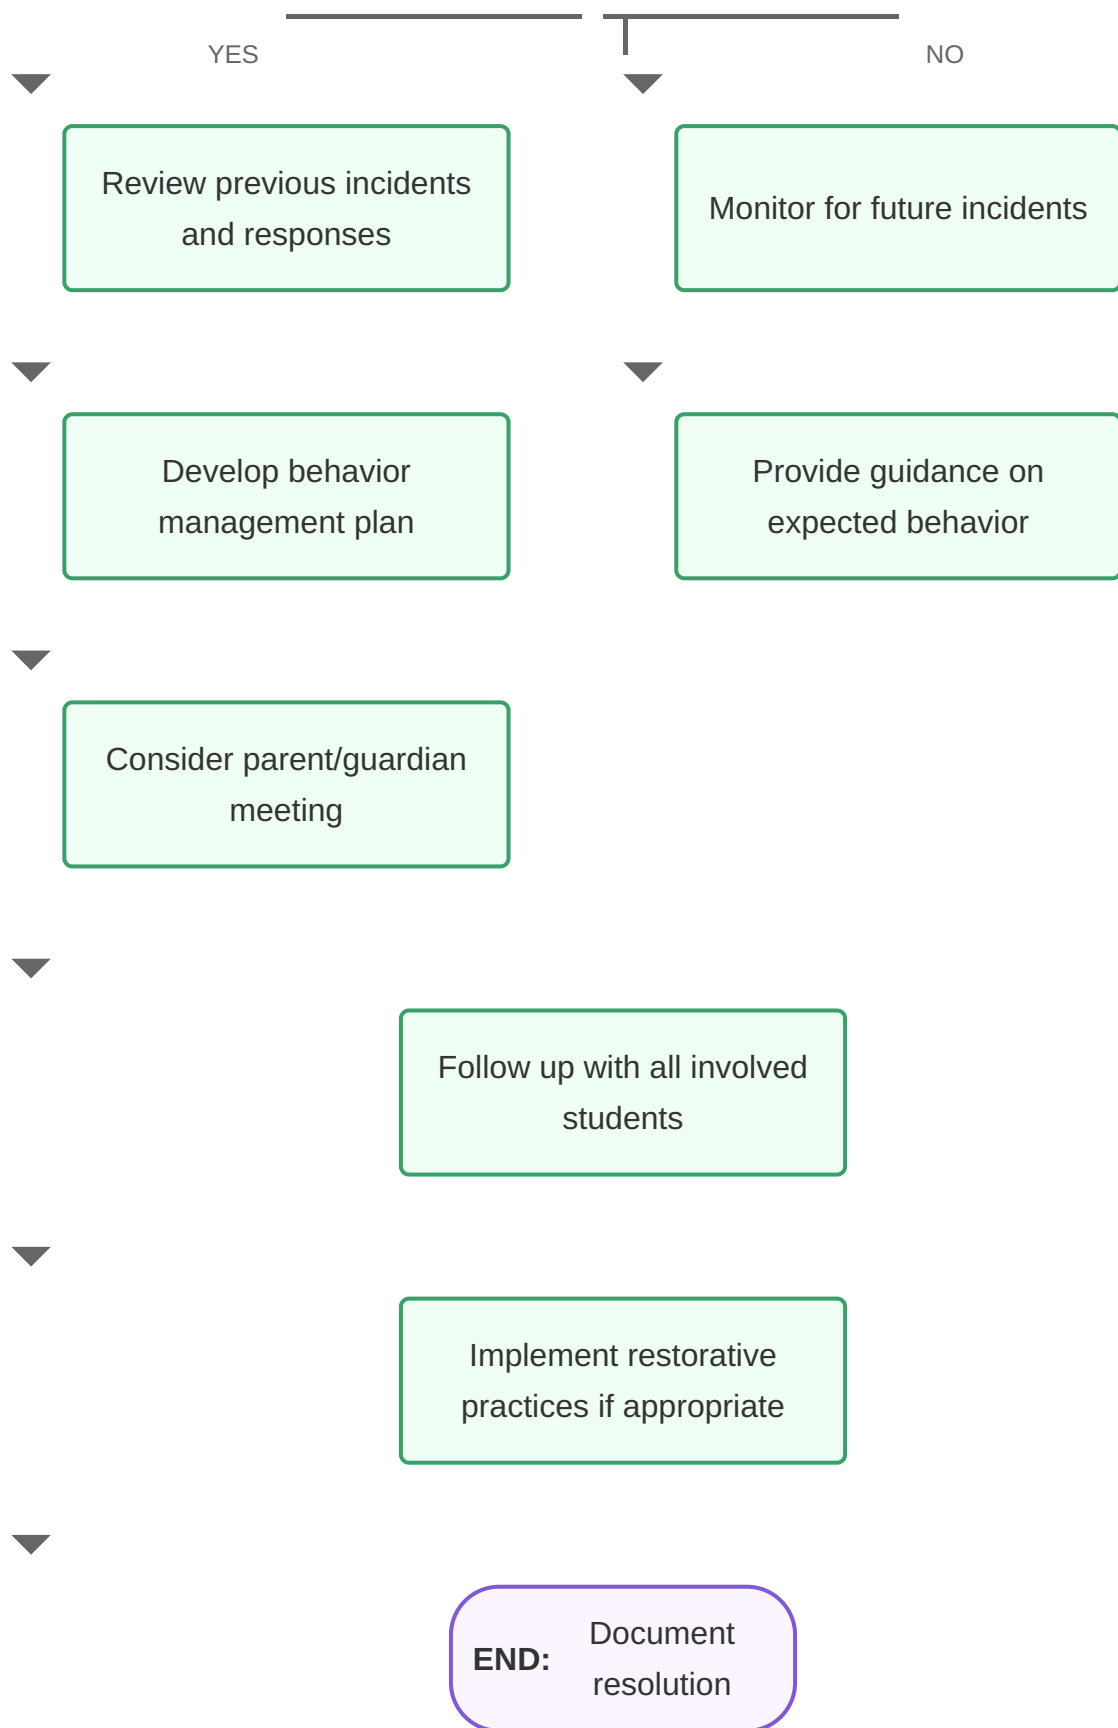 YES
NO
Review previous incidents
and responses
Monitor for future incidents
Develop behavior
management plan
Provide guidance on
expected behavior
Consider parent/guardian
meeting
Follow up with all involved
students
Implement restorative
practices if appropriate
END:
Document
resolution